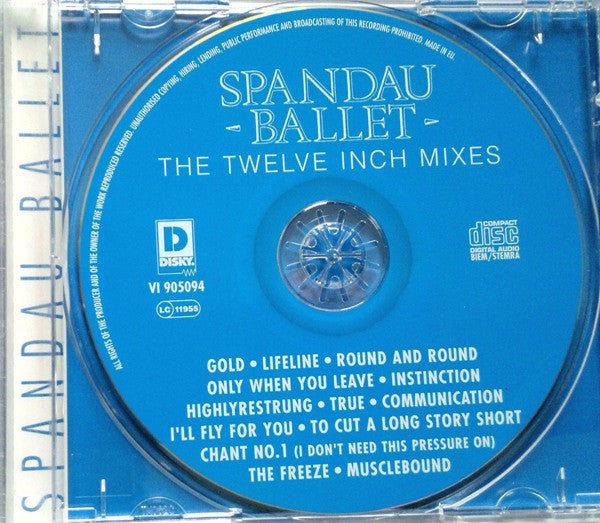 SPANDAU BALLET
ALL RIGHTS OF THE PRODUCER AND OF THE OWNER OF THE WORK REPRODUCED RESERVED. UNAUTHORISED COPYING, HIRING, LENDING, PUBLIC PERFORMANCE AND BROADCASTING OF THIS RECORDING PROHIBITED. MADE IN EU.
SPANDAU
- BALLET -
THE TWELVE INCH MIXES
D
DISKY
VI 905094
LC 11955
COMPACT
disc
DIGITAL AUDIO
BIEM/STEMRA
GOLD • LIFELINE • ROUND AND ROUND
ONLY WHEN YOU LEAVE • INSTINCTION
HIGHLYRESTRUNG • TRUE • COMMUNICATION
I'LL FLY FOR YOU • TO CUT A LONG STORY SHORT
CHANT NO.1 (I DON'T NEED THIS PRESSURE ON)
THE FREEZE • MUSCLEBOUND